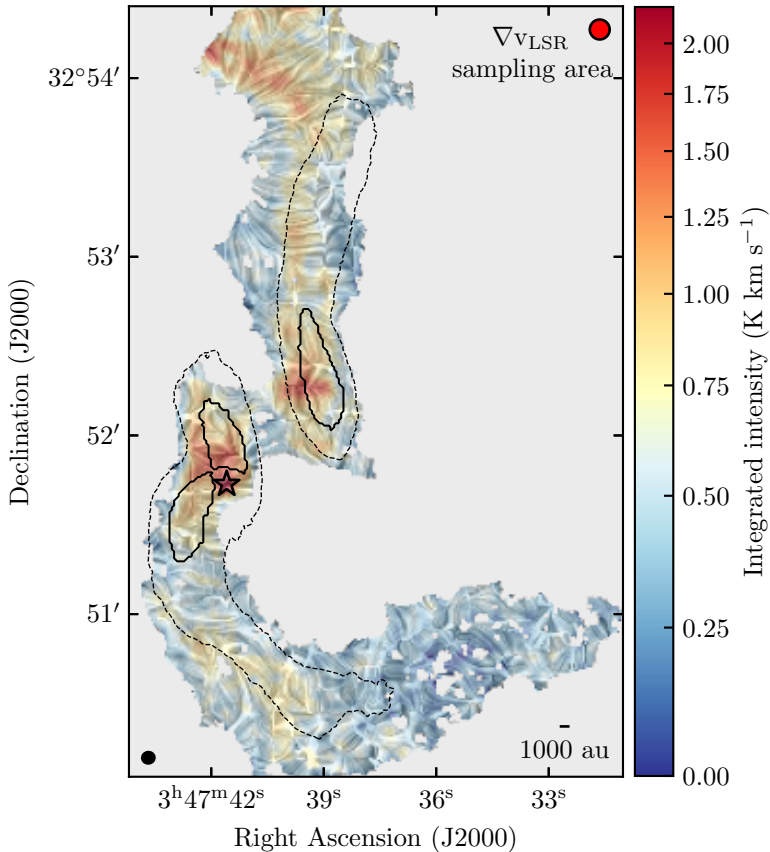 ∇v_LSR
sampling area
32°54′
53′
52′
51′
Declination (J2000)
1000 au
3ʰ47ᵐ42ˢ
39ˢ
36ˢ
33ˢ
Right Ascension (J2000)
2.00
1.75
1.50
1.25
1.00
0.75
0.50
0.25
0.00
Integrated intensity (K km s⁻¹)